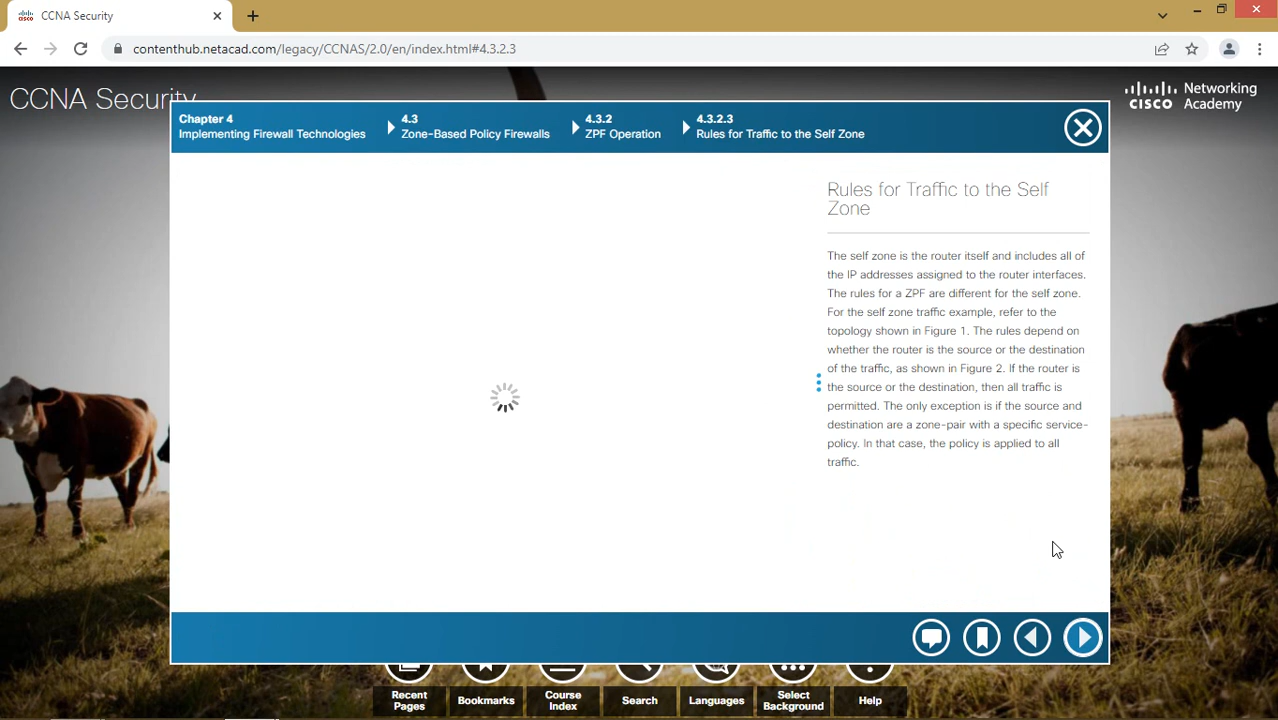 CCNA Security
contenthub.netacad.com/legacy/CCNAS/2.0/en/index.html#4.3.2.3
CCNA Security
Networking
CISCO Academy
Chapter 4
Implementing Firewall Technologies
4.3
Zone-Based Policy Firewalls
4.3.2
ZPF Operation
4.3.2.3
Rules for Traffic to the Self Zone
Rules for Traffic to the Self
Zone
The self zone is the router itself and includes all of
the IP addresses assigned to the router interfaces.
The rules for a ZPF are different for the self zone.
For the self zone traffic example, refer to the
topology shown in Figure 1. The rules depend on
whether the router is the source or the destination
of the traffic, as shown in Figure 2. If the router is
the source or the destination, then all traffic is
permitted. The only exception is if the source and
destination are a zone-pair with a specific service-
policy. In that case, the policy is applied to all
traffic.
Recent
Pages
Bookmarks
Course
Index
Search
Languages
Select
Background
Help